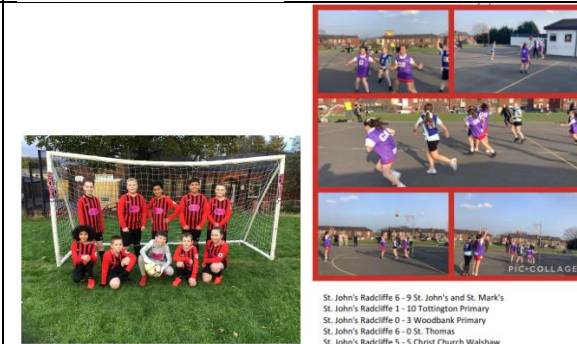 PIC•COLLAGE
St. John's Radcliffe 6 - 9 St. John's and St. Mark's
St. John's Radcliffe 1 - 10 Tottington Primary
St. John's Radcliffe 0 - 3 Woodbank Primary
St. John's Radcliffe 6 - 0 St. Thomas
St. John's Radcliffe 5 - 5 Christ Church Walshaw